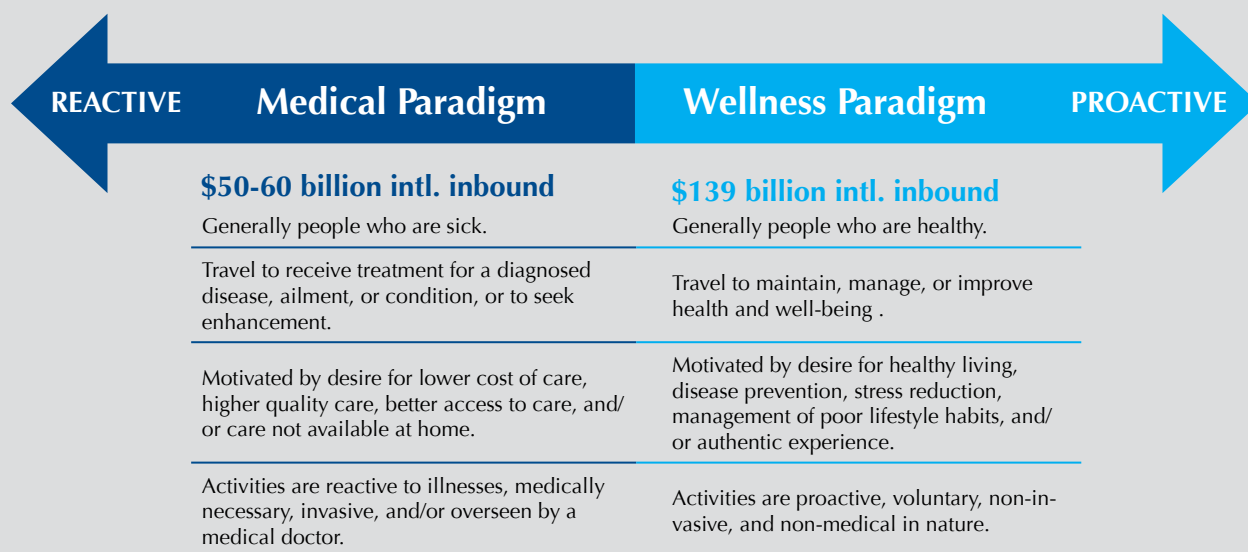 REACTIVE
Medical Paradigm
Wellness Paradigm
PROACTIVE
$50-60 billion intl. inbound
Generally people who are sick.
Travel to receive treatment for a diagnosed
disease, ailment, or condition, or to seek
enhancement.
Motivated by desire for lower cost of care,
higher quality care, better access to care, and/
or care not available at home.
Activities are reactive to illnesses, medically
necessary, invasive, and/or overseen by a
medical doctor.
$139 billion intl. inbound
Generally people who are healthy.
Travel to maintain, manage, or improve
health and well-being .
Motivated by desire for healthy living,
disease prevention, stress reduction,
management of poor lifestyle habits, and/
or authentic experience.
Activities are proactive, voluntary, non-in-
vasive, and non-medical in nature.